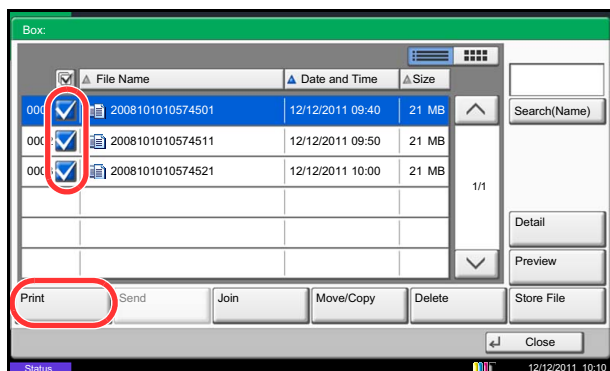 Box:
File Name Date and Time Size
2008101010574501 12/12/2011 09:40 21 MB Search(Name)
2008101010574511 12/12/2011 09:50 21 MB
2008101010574521 12/12/2011 10:00 21 MB
1/1
Detail
Preview
Print Send Join Move/Copy Delete Store File
Close
Status 12/12/2011 10:10